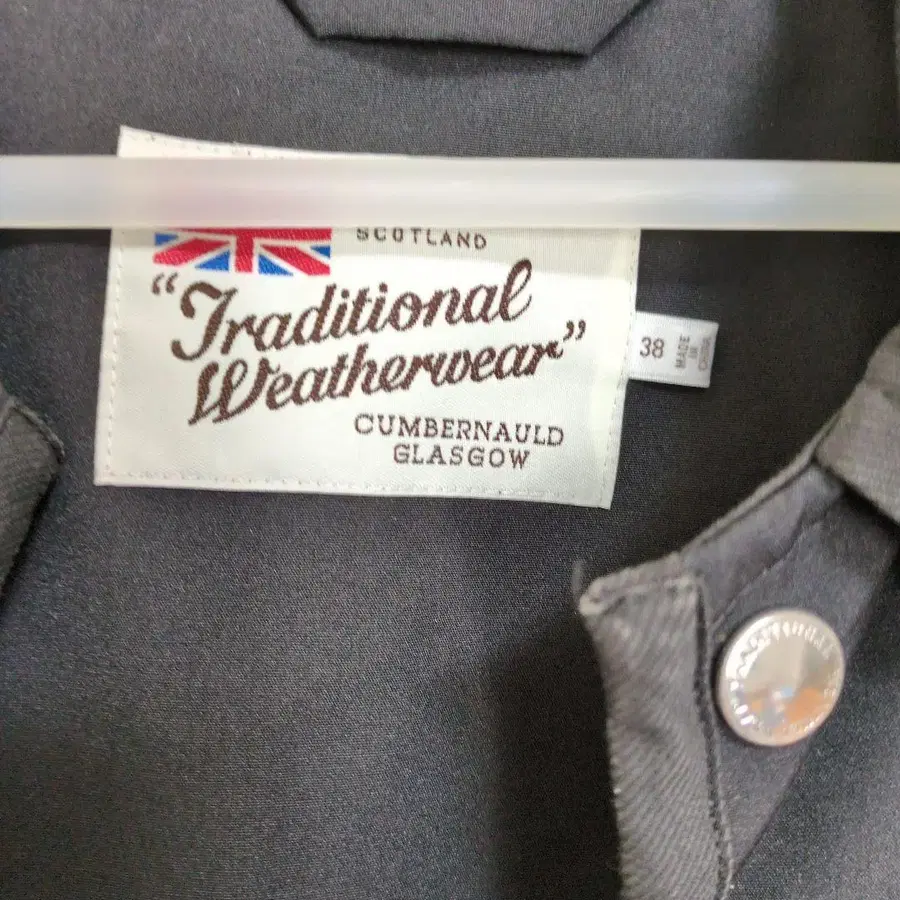 SCOTLAND
"Traditional
Weatherwear"
CUMBERNAULD
GLASGOW
38
MADE
IN
CHINA